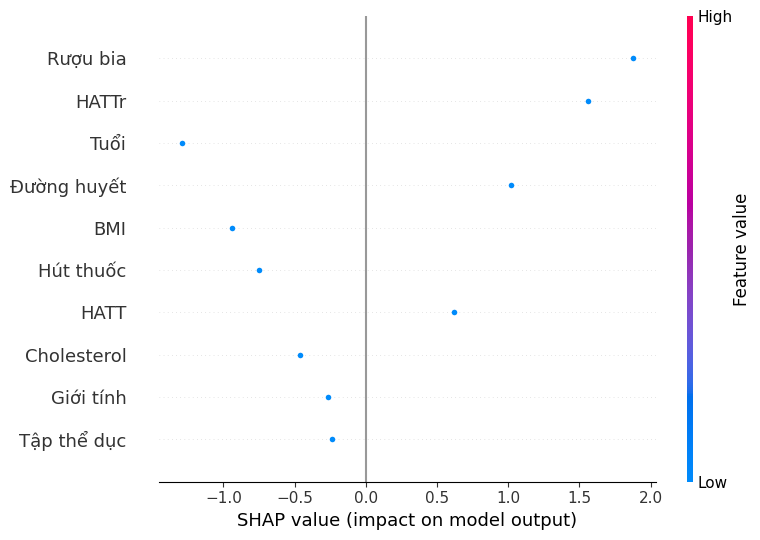 High
Rượu bia
HATTr
Tuổi
Đường huyết
BMI
Hút thuốc
HATT
Cholesterol
Giới tính
Tập thể dục
Feature value
Low
−1.0 −0.5 0.0 0.5 1.0 1.5 2.0
SHAP value (impact on model output)